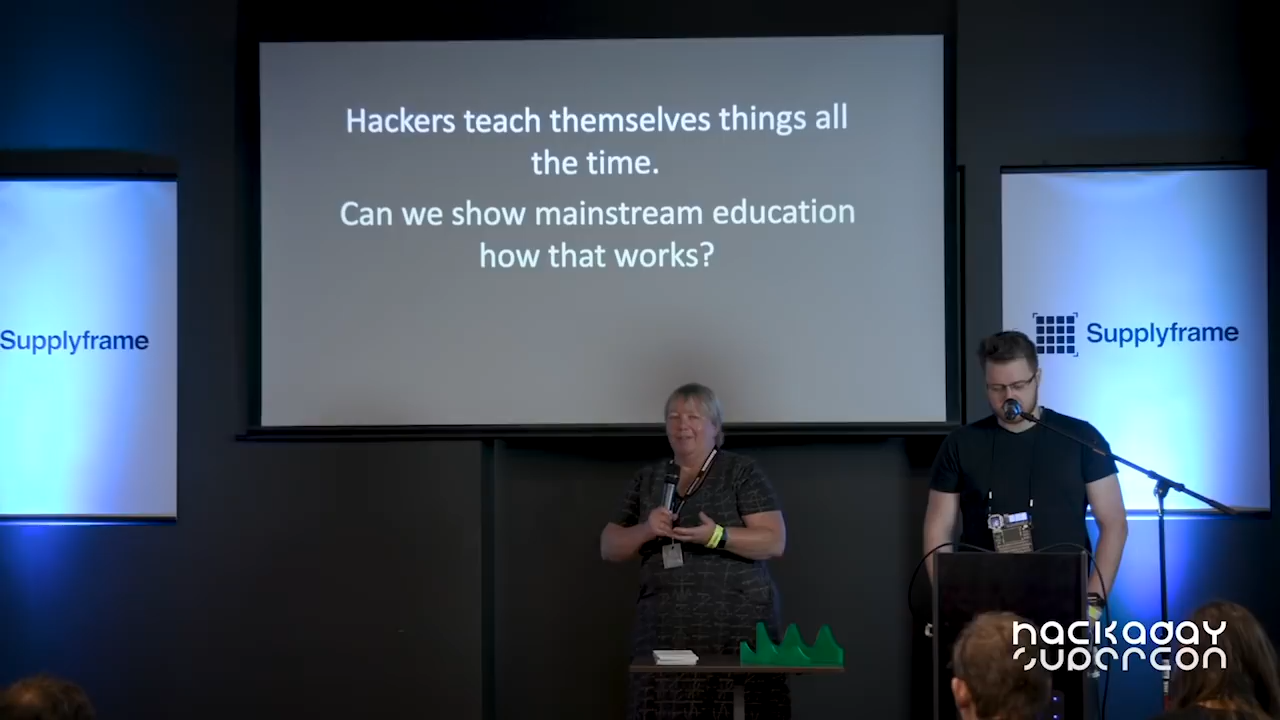 Hackers teach themselves things all
the time.
Can we show mainstream education
how that works?
Supplyframe
Supplyframe
hackaday
supercon